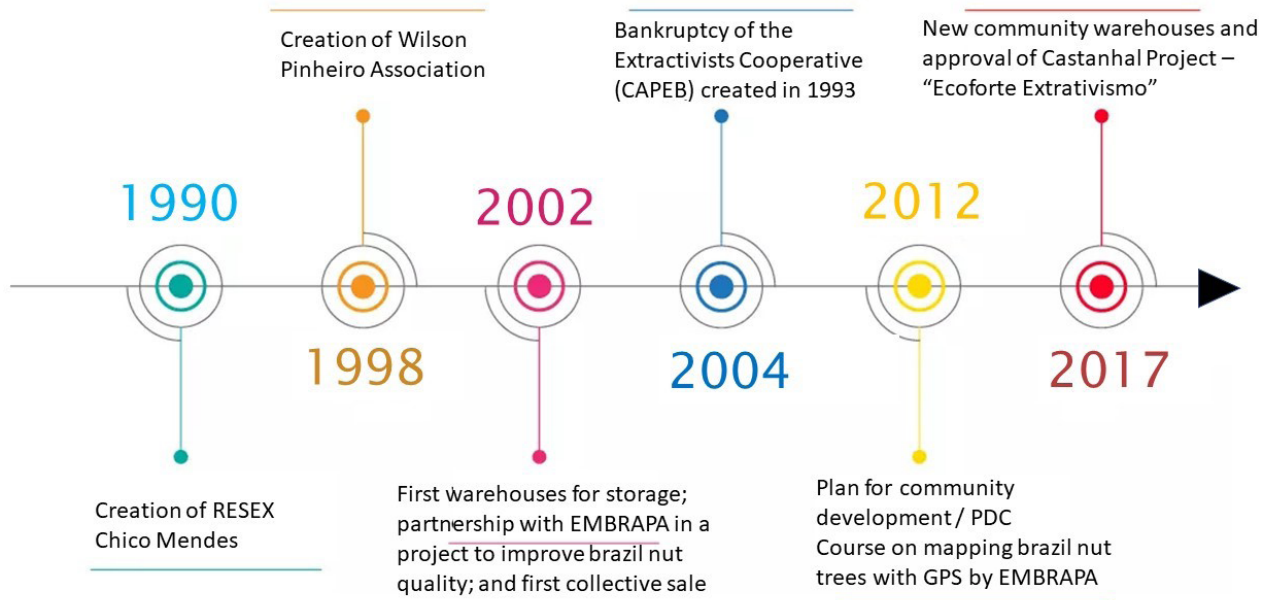 Creation of Wilson
Pinheiro Association
Bankruptcy of the
Extractivists Cooperative
(CAPEB) created in 1993
New community warehouses and
approval of Castanhal Project –
“Ecoforte Extrativismo”
1990
2002
2012
1998
2004
2017
Creation of RESEX
Chico Mendes
First warehouses for storage;
partnership with EMBRAPA in a
project to improve brazil nut
quality; and first collective sale
Plan for community
development / PDC
Course on mapping brazil nut
trees with GPS by EMBRAPA